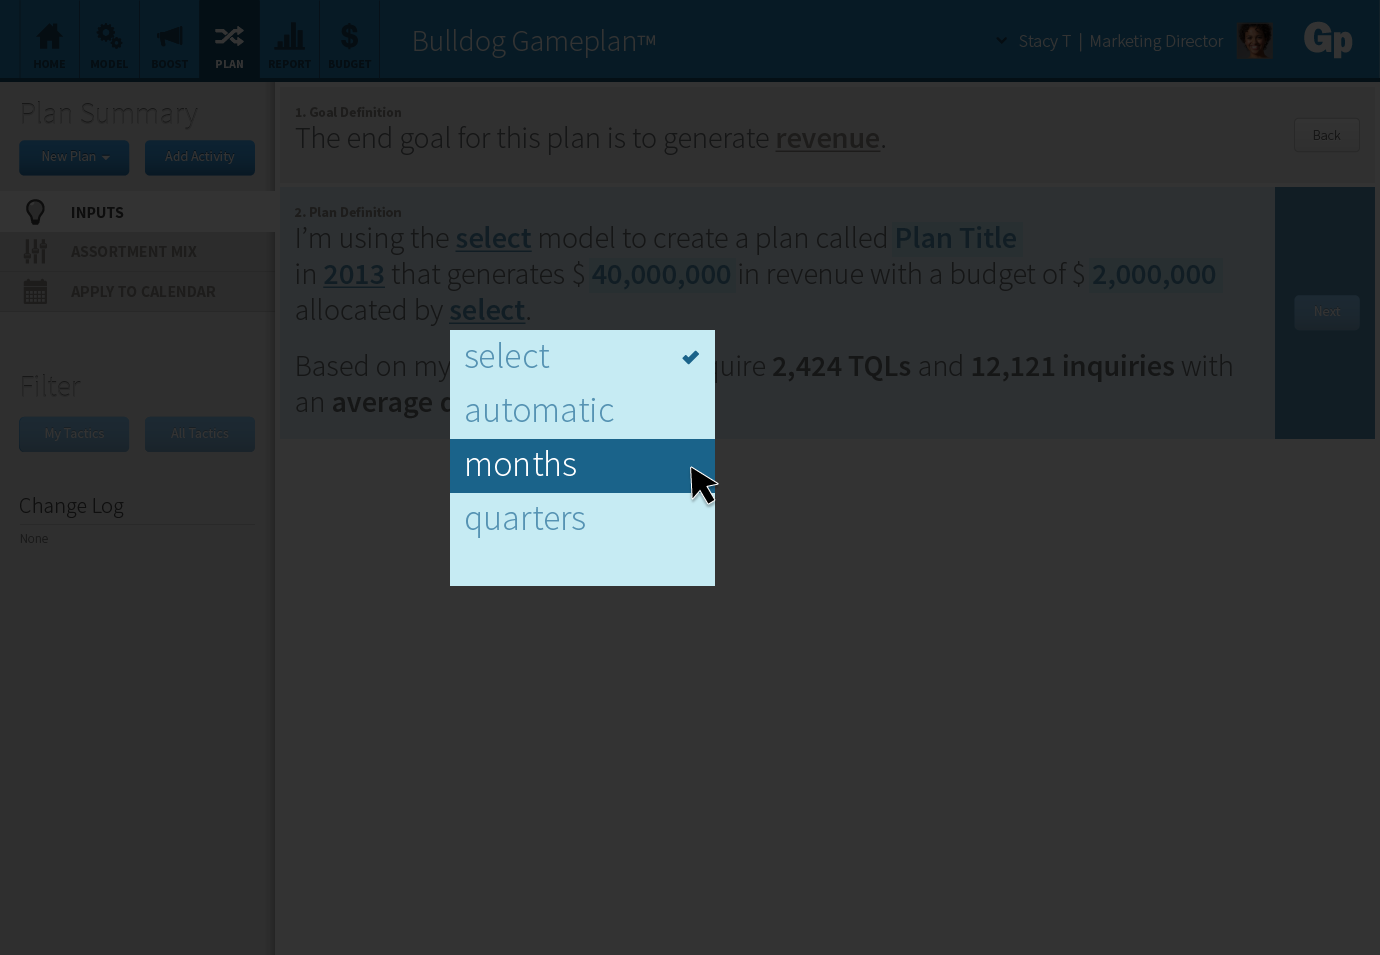 HOME
MODEL
BOOST
PLAN
REPORT
BUDGET
Bulldog Gameplan™
Stacy T | Marketing Director
Gp
Plan Summary
New Plan
Add Activity
INPUTS
ASSORTMENT MIX
APPLY TO CALENDAR
Filter
My Tactics
All Tactics
Change Log
None
1. Goal Definition
The end goal for this plan is to generate revenue.
Back
2. Plan Definition
I'm using the select model to create a plan called Plan Title
in 2013 that generates $ 40,000,000 in revenue with a budget of $ 2,000,000
allocated by select.
Next
Based on my 2,424 TQLs and 12,121 inquiries with
an average
select
automatic
months
quarters